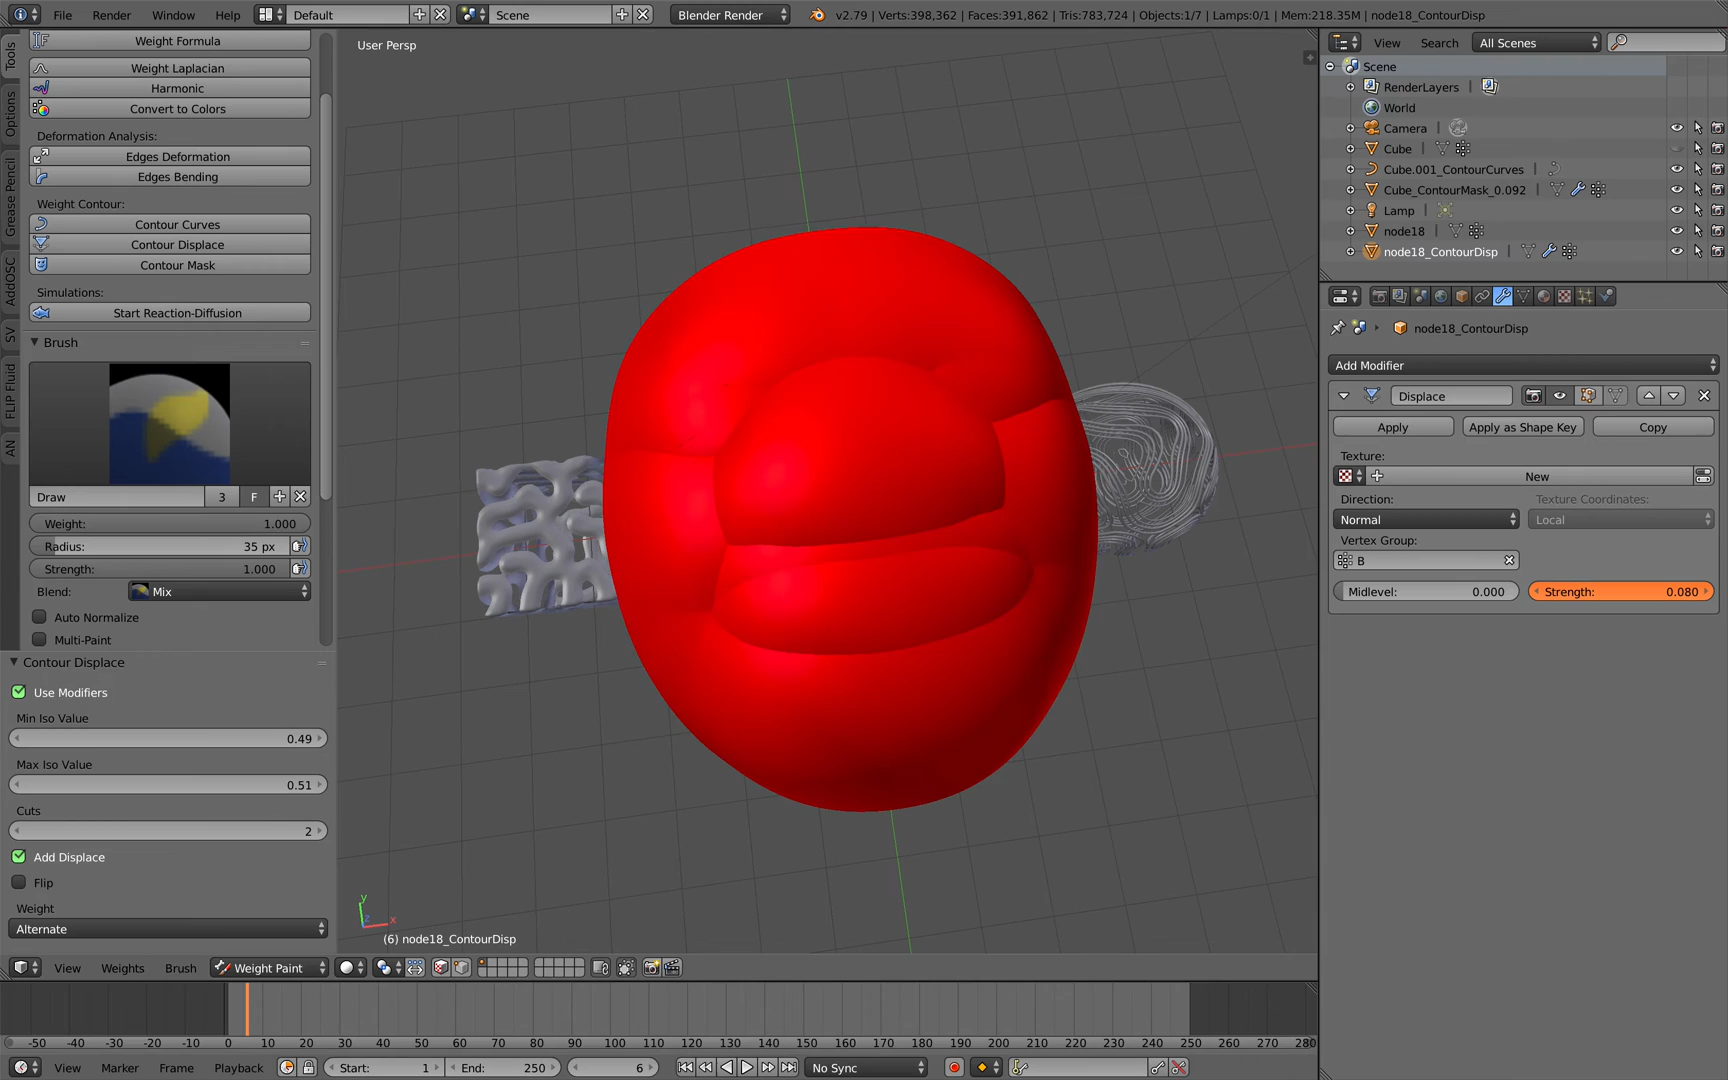 File Render Window Help Default Scene Blender Render v2.79 | Verts:398,362 | Faces:391,862 | Tris:783,724 | Objects:1/7 | Lamps:0/1 | Mem:218.35M | node18_ContourDisp
Tools
Options
Grease Pencil
AddOSC
SV
FLIP Fluid
AN
Weight Formula
Weight Laplacian
Harmonic
Convert to Colors
Deformation Analysis:
Edges Deformation
Edges Bending
Weight Contour:
Contour Curves
Contour Displace
Contour Mask
Simulations:
Start Reaction-Diffusion
Brush
Draw 3 F
Weight: 1.000
Radius: 35 px
Strength: 1.000
Blend: Mix
Auto Normalize
Multi-Paint
Contour Displace
Use Modifiers
Min Iso Value
0.49
Max Iso Value
0.51
Cuts
2
Add Displace
Flip
Weight
Alternate
User Persp
y
z x
(6) node18_ContourDisp
View Weights Brush Weight Paint
-50 -40 -30 -20 -10 0 10 20 30 40 50 60 70 80 90 100 110 120 130 140 150 160 170 180 190 200 210 220 230 240 250 260 270 280
View Marker Frame Playback Start: 1 End: 250 6 No Sync
View Search All Scenes
Scene
RenderLayers
World
Camera
Cube
Cube.001_ContourCurves
Cube_ContourMask_0.092
Lamp
node18
node18_ContourDisp
node18_ContourDisp
Add Modifier
Displace
Apply Apply as Shape Key Copy
Texture:
New
Direction: Texture Coordinates:
Normal Local
Vertex Group:
B
Midlevel: 0.000 Strength: 0.080